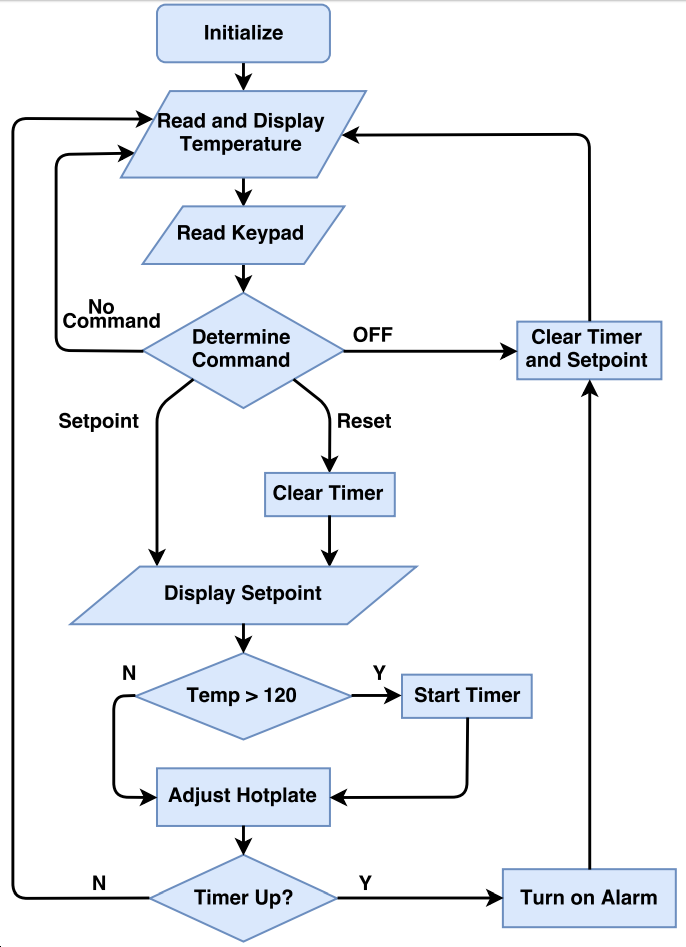 Initialize
Read and Display
Temperature
Read Keypad
No
Command
Determine
Command
OFF
Clear Timer
and Setpoint
Setpoint
Reset
Clear Timer
Display Setpoint
N
Temp > 120
Y
Start Timer
Adjust Hotplate
N
Timer Up?
Y
Turn on Alarm